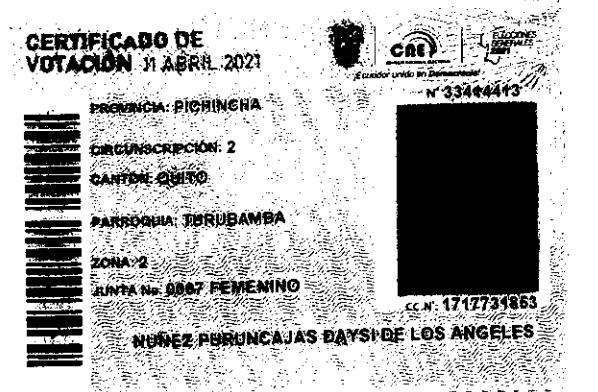 CERTIFICADO DE
VOTACIÓN 11 ABRIL 2021
CNE
ELECCIONES
GENERALES
2021
Ecuador unido en Democracia!
N° 33444413
PROVINCIA: PICHINCHA
CIRCUNSCRIPCIÓN: 2
CANTÓN: QUITO
PARROQUIA: TURUBAMBA
ZONA: 2
JUNTA No. 0067 FEMENINO
CC N°: 1717731853
NUÑEZ PURUNCAJAS DAYSI DE LOS ANGELES